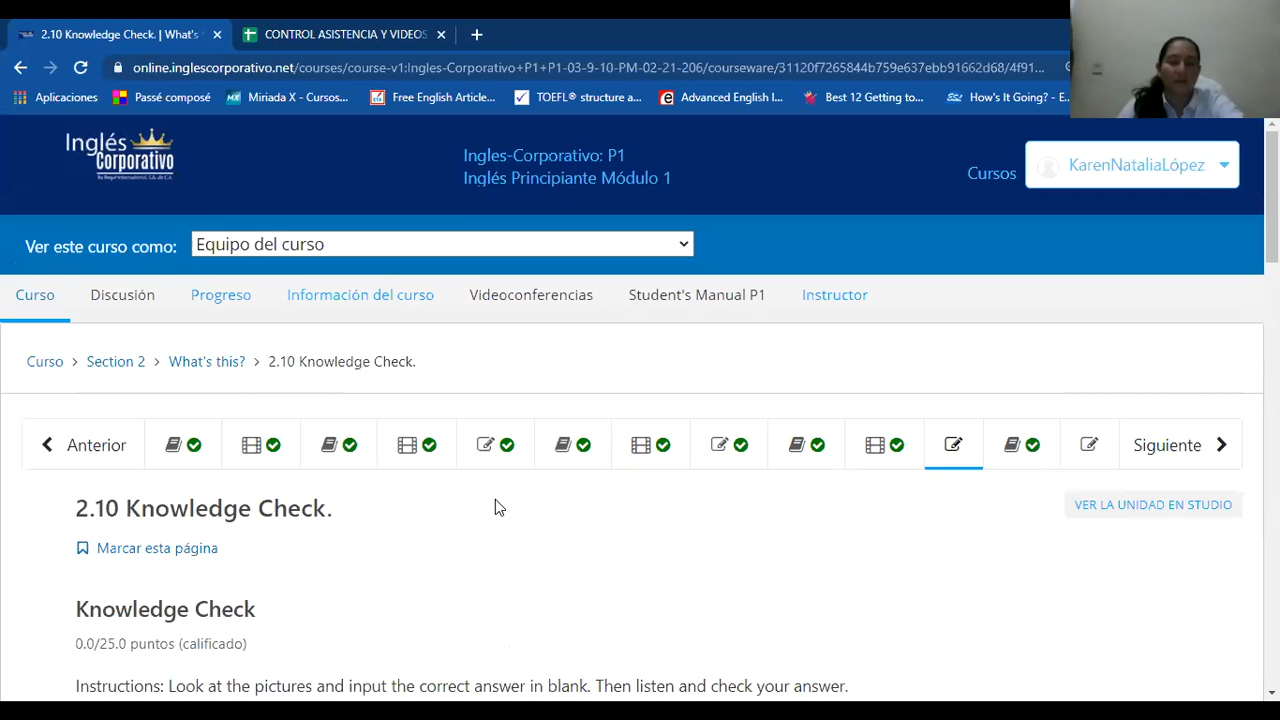 2.10 Knowledge Check. | What's
CONTROL ASISTENCIA Y VIDEOS
online.inglescorporativo.net/courses/course-v1:Ingles-Corporativo+P1+P1-03-9-10-PM-02-21-206/courseware/31120f7265844b759e637ebb91662d68/4f91...
Aplicaciones
Passé composé
Miriada X - Cursos...
Free English Article...
TOEFL® structure a...
Advanced English I...
Best 12 Getting to...
How's It Going? - E...
Inglés
Corporativo
Ingles-Corporativo: P1
Inglés Principiante Módulo 1
Cursos
KarenNataliaLópez
Ver este curso como:
Equipo del curso
Curso
Discusión
Progreso
Información del curso
Videoconferencias
Student's Manual P1
Instructor
Curso > Section 2 > What's this? > 2.10 Knowledge Check.
Anterior
Siguiente
2.10 Knowledge Check.
VER LA UNIDAD EN STUDIO
Marcar esta página
Knowledge Check
0.0/25.0 puntos (calificado)
Instructions: Look at the pictures and input the correct answer in blank. Then listen and check your answer.